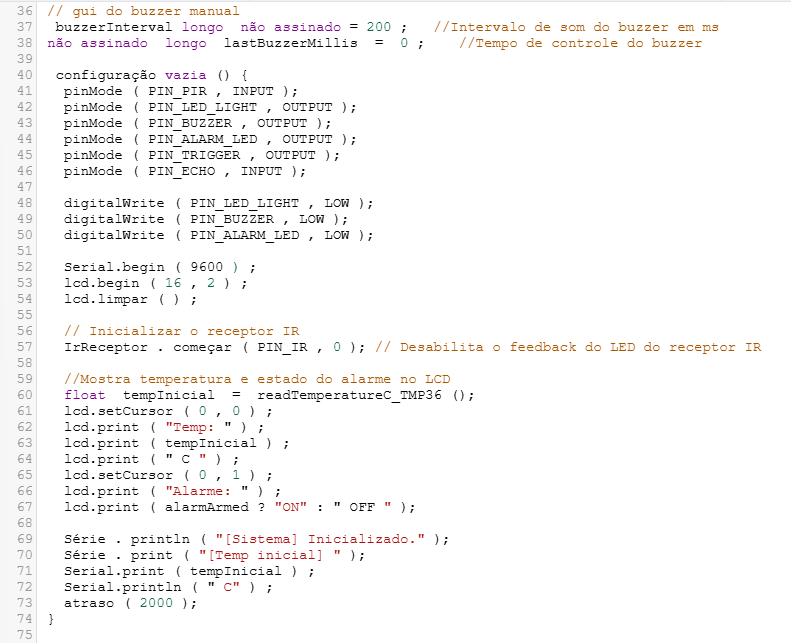 36 // gui do buzzer manual
37 buzzerInterval longo não assinado = 200 ; //Intervalo de som do buzzer em ms
38 não assinado longo lastBuzzerMillis = 0 ; //Tempo de controle do buzzer
39
40 configuração vazia () {
41 pinMode ( PIN_PIR , INPUT );
42 pinMode ( PIN_LED_LIGHT , OUTPUT );
43 pinMode ( PIN_BUZZER , OUTPUT );
44 pinMode ( PIN_ALARM_LED , OUTPUT );
45 pinMode ( PIN_TRIGGER , OUTPUT );
46 pinMode ( PIN_ECHO , INPUT );
47
48 digitalWrite ( PIN_LED_LIGHT , LOW );
49 digitalWrite ( PIN_BUZZER , LOW );
50 digitalWrite ( PIN_ALARM_LED , LOW );
51
52 Serial.begin ( 9600 ) ;
53 lcd.begin ( 16 , 2 ) ;
54 lcd.limpar ( ) ;
55
56 // Inicializar o receptor IR
57 IrReceptor . começar ( PIN_IR , 0 ); // Desabilita o feedback do LED do receptor IR
58
59 //Mostra temperatura e estado do alarme no LCD
60 float tempInicial = readTemperatureC_TMP36 ();
61 lcd.setCursor ( 0 , 0 ) ;
62 lcd.print ( "Temp: " ) ;
63 lcd.print ( tempInicial ) ;
64 lcd.print ( " C " ) ;
65 lcd.setCursor ( 0 , 1 ) ;
66 lcd.print ( "Alarme: " ) ;
67 lcd.print ( alarmArmed ? "ON" : " OFF " );
68
69 Série . println ( "[Sistema] Inicializado." );
70 Série . print ( "[Temp inicial] " );
71 Serial.print ( tempInicial ) ;
72 Serial.println ( " C" ) ;
73 atraso ( 2000 );
74 }
75